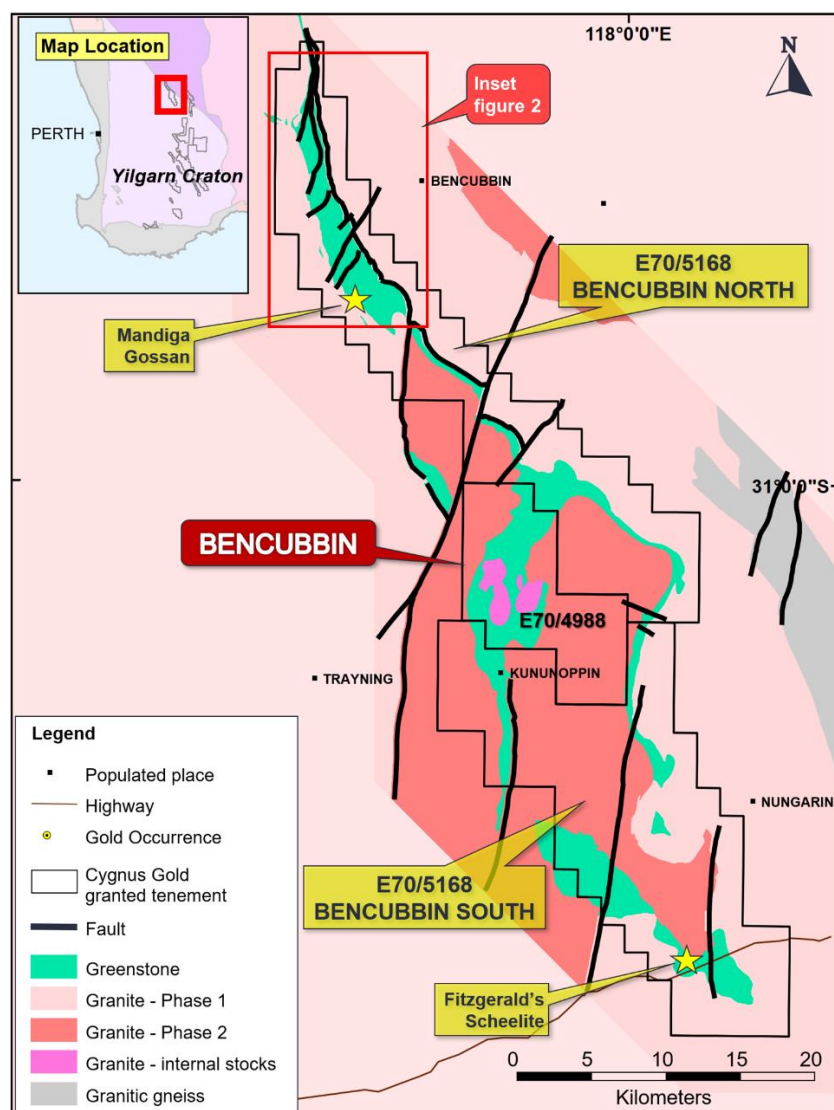 Map Location
PERTH
Yilgarn Craton
118°0'0"E
N
Inset
figure 2
BENCUBBIN
E70/5168
BENCUBBIN NORTH
Mandiga
Gossan
31°0'0"S
BENCUBBIN
E70/4988
TRAYNING
KUNUNOPPIN
NUNGARIN
E70/5168
BENCUBBIN SOUTH
Fitzgerald's
Scheelite
Legend
Populated place
Highway
Gold Occurrence
Cygnus Gold
granted tenement
Fault
Greenstone
Granite - Phase 1
Granite - Phase 2
Granite - internal stocks
Granitic gneiss
0 5 10 15 20
Kilometers